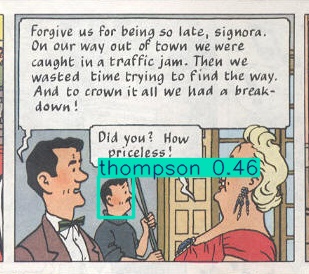 Forgive us for being so late, signora.
On our way out of town we were
caught in a traffic jam. Then we
wasted time trying to find the way.
And to crown it all we had a break-
down!
Did you? How
priceless!
thompson 0.46